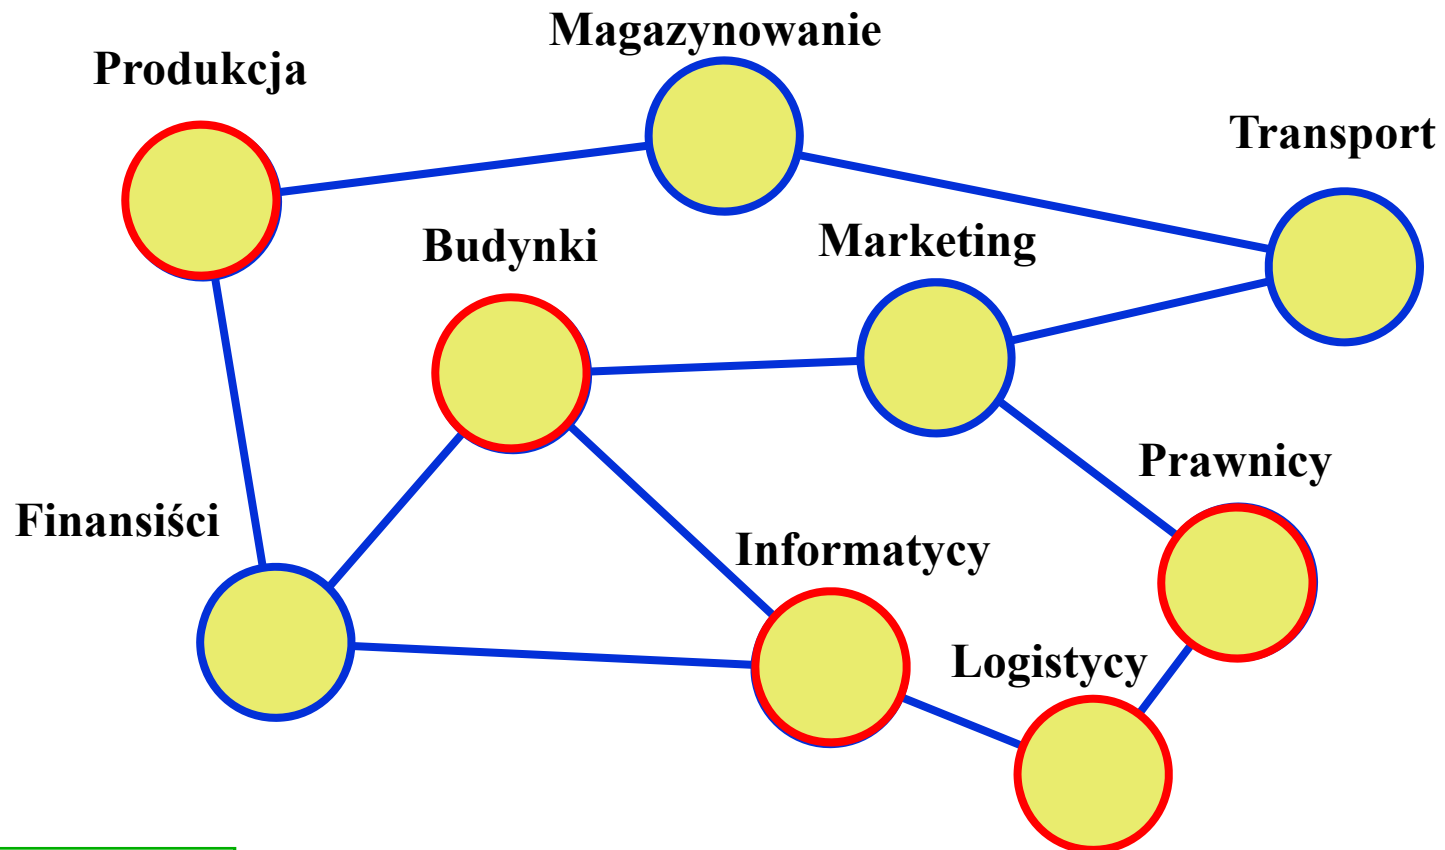 Magazynowanie
Produkcja
Transport
Budynki
Marketing
Prawnicy
Finansiści
Informatycy
Logistycy